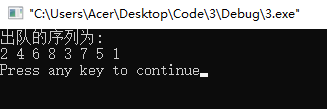 "C:\Users\Acer\Desktop\Code\3\Debug\3.exe"
出队的序列为:
2 4 6 8 3 7 5 1
Press any key to continue